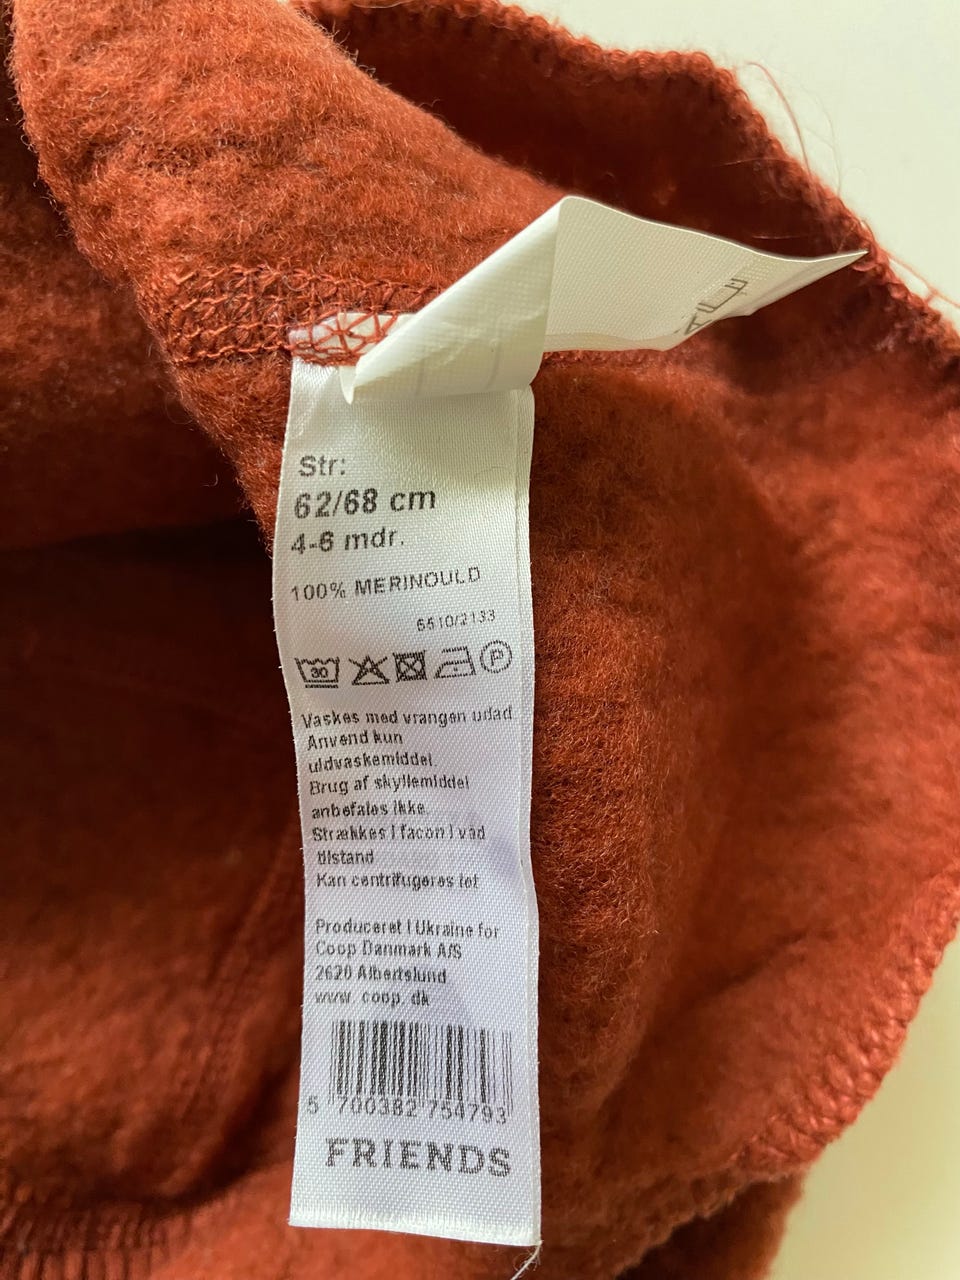 Str:
62/68 cm
4-6 mdr.
100% MERINOULD
5510/2133
30 P
Vaskes med vrangen udad
Anvend kun
uldvaskemiddel.
Brug af skyllemiddel
anbefales ikke.
Strækkes i facon i våd
tilstand
Kan centrifugeres let
Produceret i Ukraine for
Coop Danmark A/S
2620 Albertslund
www. coop. dk
5 700382 754793
FRIENDS